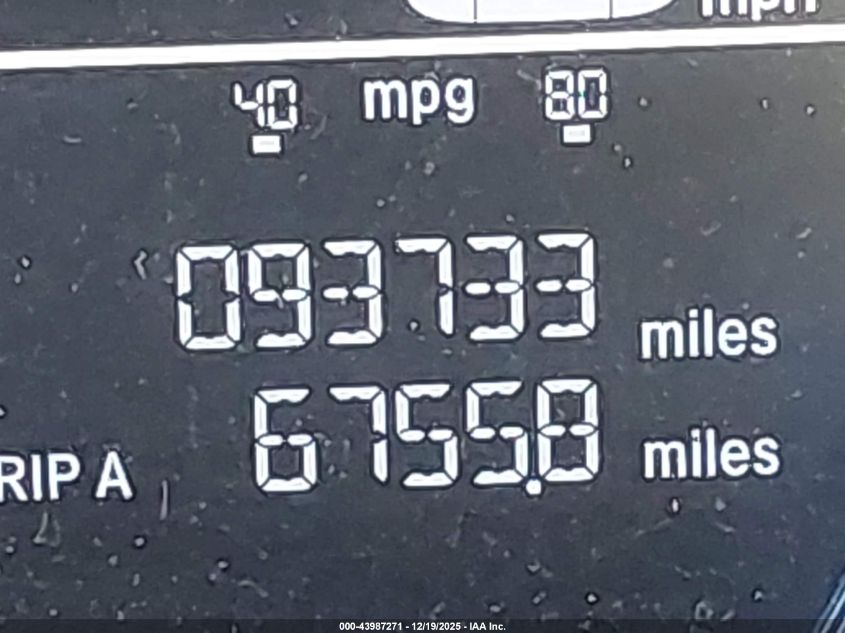 mph
40 mpg 80
093733 miles
RIP A 6755.8 miles
000-43987271 - 12/19/2025 - IAA Inc.